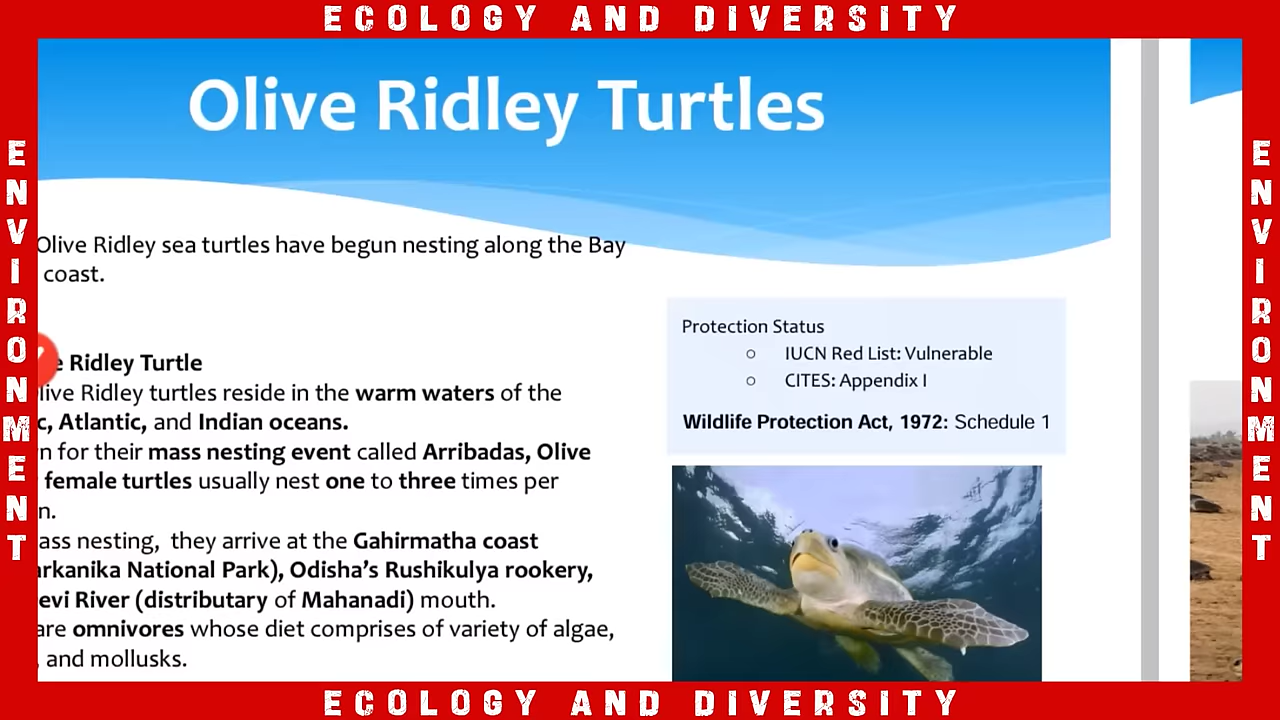 ECOLOGY AND DIVERSITY
ENVIRONMENT
Olive Ridley Turtles
Olive Ridley sea turtles have begun nesting along the Bay
coast.
Protection Status
IUCN Red List: Vulnerable
CITES: Appendix I
Wildlife Protection Act, 1972: Schedule 1
e Ridley Turtle
live Ridley turtles reside in the warm waters of the
c, Atlantic, and Indian oceans.
n for their mass nesting event called Arribadas, Olive
female turtles usually nest one to three times per
n.
ass nesting, they arrive at the Gahirmatha coast
arkanika National Park), Odisha's Rushikulya rookery,
evi River (distributary of Mahanadi) mouth.
are omnivores whose diet comprises of variety of algae,
, and mollusks.
ENVIRONMENT
ECOLOGY AND DIVERSITY